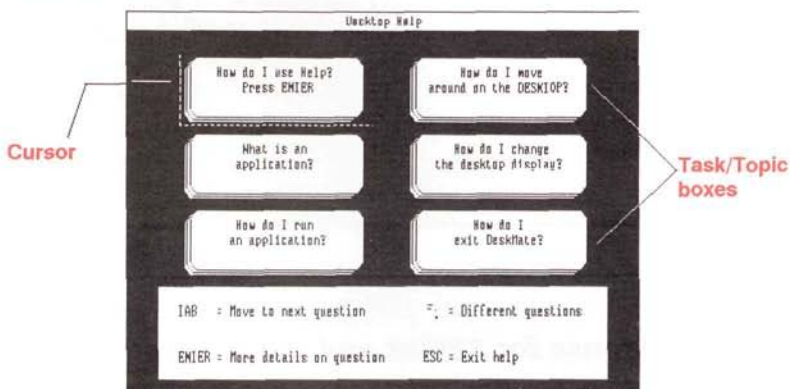 Desktop Help
How do I use Help?
Press ENTER
How do I move
around on the DESKTOP?
Cursor
What is an
application?
How do I change
the desktop display?
Task/Topic
boxes
How do I run
an application?
How do I
exit DeskMate?
TAB = Move to next question
= Different questions
ENTER = More details on question
ESC = Exit help